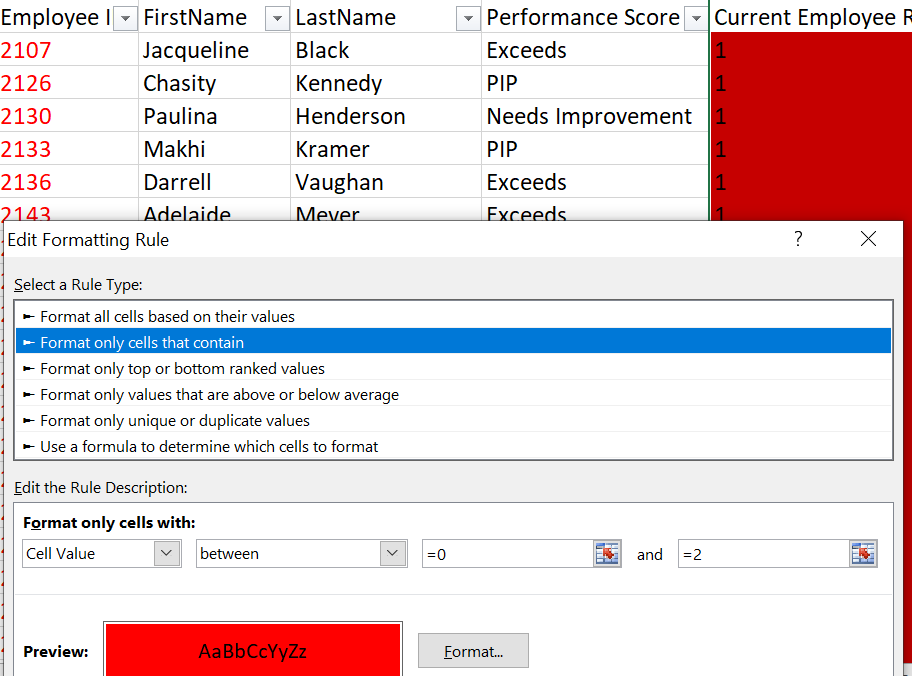 Employee I FirstName LastName Performance Score Current Employee R
2107 Jacqueline Black Exceeds 1
2126 Chasity Kennedy PIP 1
2130 Paulina Henderson Needs Improvement 1
2133 Makhi Kramer PIP 1
2136 Darrell Vaughan Exceeds 1
2143 Adelaide Meyer Exceeds 1
Edit Formatting Rule ?
Select a Rule Type:
► Format all cells based on their values
► Format only cells that contain
► Format only top or bottom ranked values
► Format only values that are above or below average
► Format only unique or duplicate values
► Use a formula to determine which cells to format
Edit the Rule Description:
Format only cells with:
Cell Value between =0 and =2
Preview: AaBbCcYyZz Format...